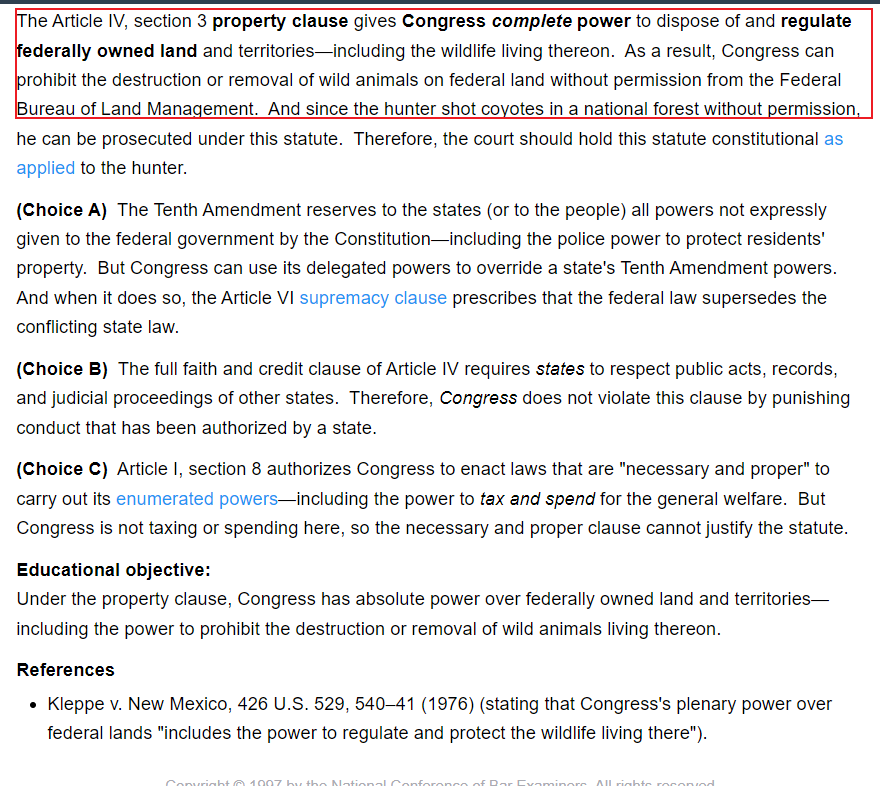 The Article IV, section 3 property clause gives Congress complete power to dispose of and regulate
federally owned land and territories—including the wildlife living thereon.  As a result, Congress can
prohibit the destruction or removal of wild animals on federal land without permission from the Federal
Bureau of Land Management.  And since the hunter shot coyotes in a national forest without permission,
he can be prosecuted under this statute.  Therefore, the court should hold this statute constitutional as
applied to the hunter.
(Choice A)  The Tenth Amendment reserves to the states (or to the people) all powers not expressly
given to the federal government by the Constitution—including the police power to protect residents'
property.  But Congress can use its delegated powers to override a state's Tenth Amendment powers.
And when it does so, the Article VI supremacy clause prescribes that the federal law supersedes the
conflicting state law.
(Choice B)  The full faith and credit clause of Article IV requires states to respect public acts, records,
and judicial proceedings of other states.  Therefore, Congress does not violate this clause by punishing
conduct that has been authorized by a state.
(Choice C)  Article I, section 8 authorizes Congress to enact laws that are "necessary and proper" to
carry out its enumerated powers—including the power to tax and spend for the general welfare.  But
Congress is not taxing or spending here, so the necessary and proper clause cannot justify the statute.
Educational objective:
Under the property clause, Congress has absolute power over federally owned land and territories—
including the power to prohibit the destruction or removal of wild animals living thereon.
References
• Kleppe v. New Mexico, 426 U.S. 529, 540–41 (1976) (stating that Congress's plenary power over
federal lands "includes the power to regulate and protect the wildlife living there").
Copyright © 1997 by the National Conference of Bar Examiners. All rights reserved.